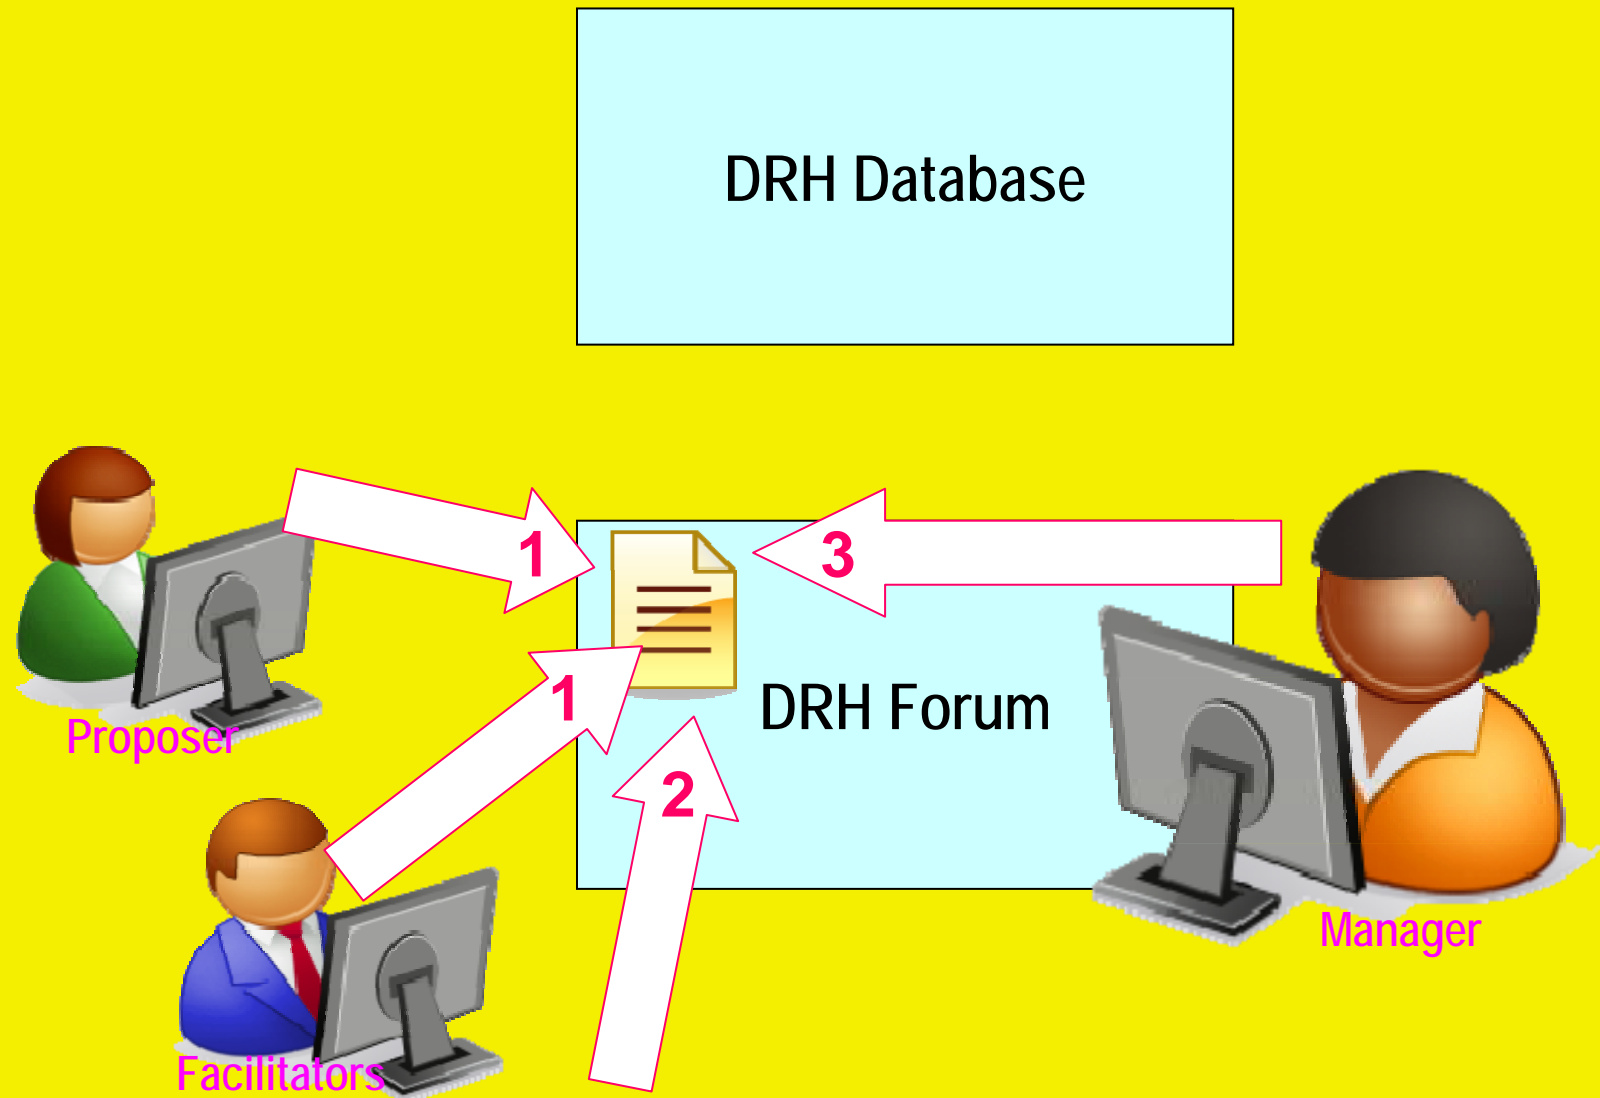 DRH Database
1
3
1
DRH Forum
Proposer
2
Manager
Facilitators